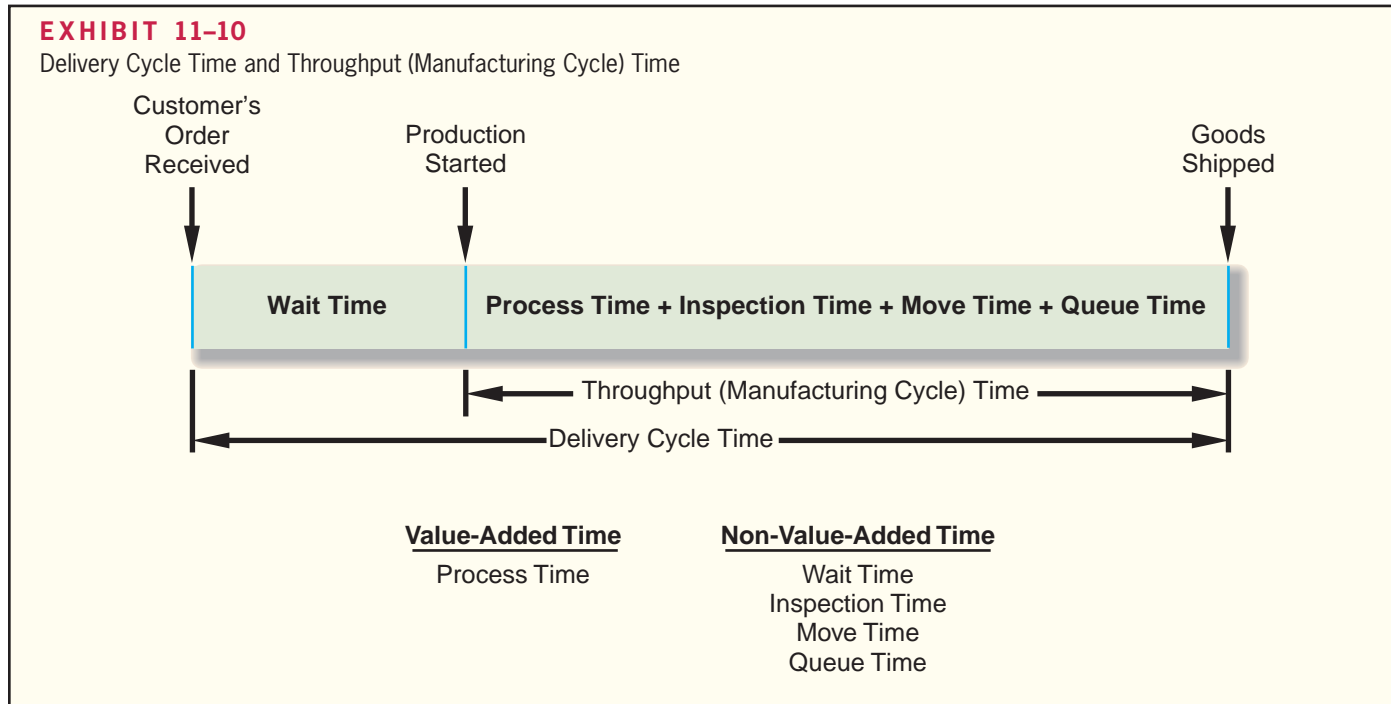 EXHIBIT 11–10
Delivery Cycle Time and Throughput (Manufacturing Cycle) Time
Customer's
Order
Received
Production
Started
Goods
Shipped
Wait Time
Process Time + Inspection Time + Move Time + Queue Time
Throughput (Manufacturing Cycle) Time
Delivery Cycle Time
Value-Added Time
Process Time
Non-Value-Added Time
Wait Time
Inspection Time
Move Time
Queue Time